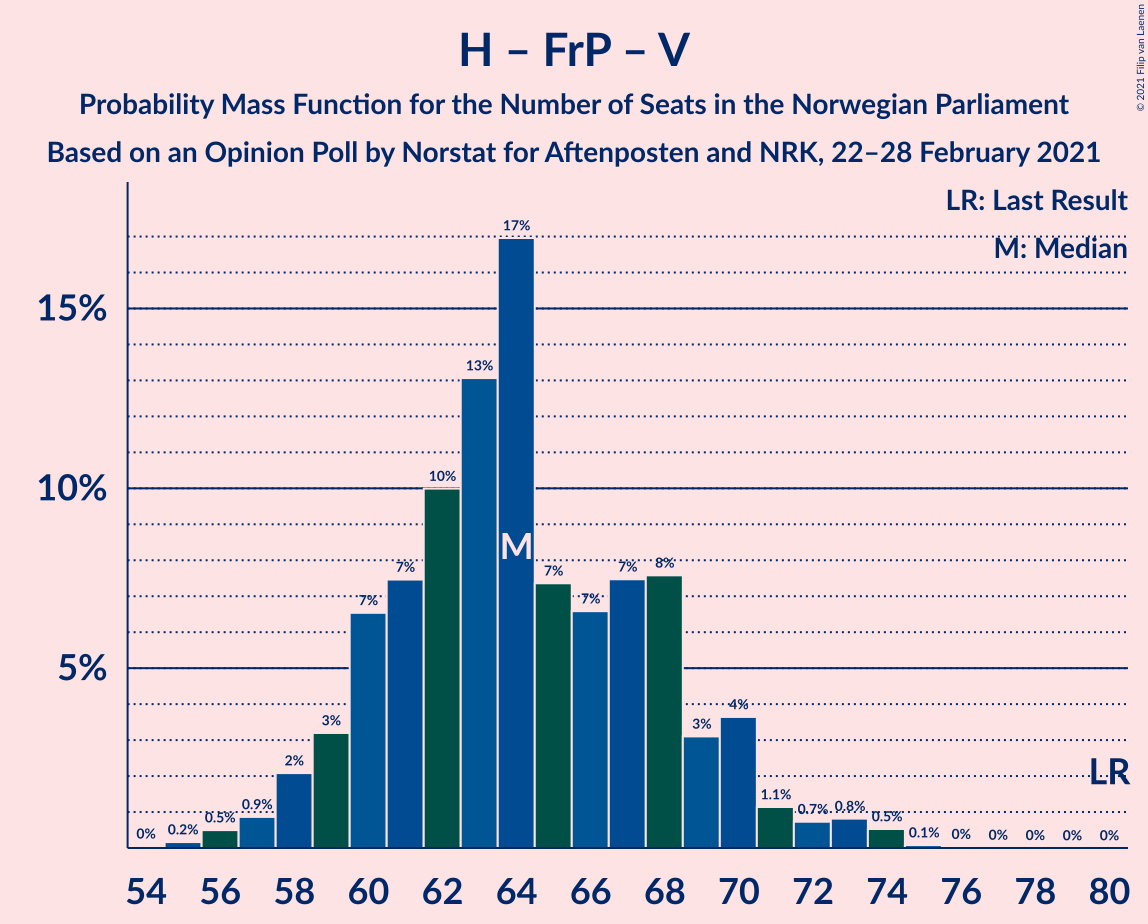 H – FrP – V
Probability Mass Function for the Number of Seats in the Norwegian Parliament
Based on an Opinion Poll by Norstat for Aftenposten and NRK, 22–28 February 2021
© 2021 Filip van Laenen
LR: Last Result
M: Median
15%
10%
5%
0% 0.2% 0.5% 0.9% 2% 3% 7% 7% 10% 13% 17% 7% 7% 7% 8% 3% 4% 1.1% 0.7% 0.8% 0.5% 0.1% 0% 0% 0% 0% 0%
M
LR
54 56 58 60 62 64 66 68 70 72 74 76 78 80